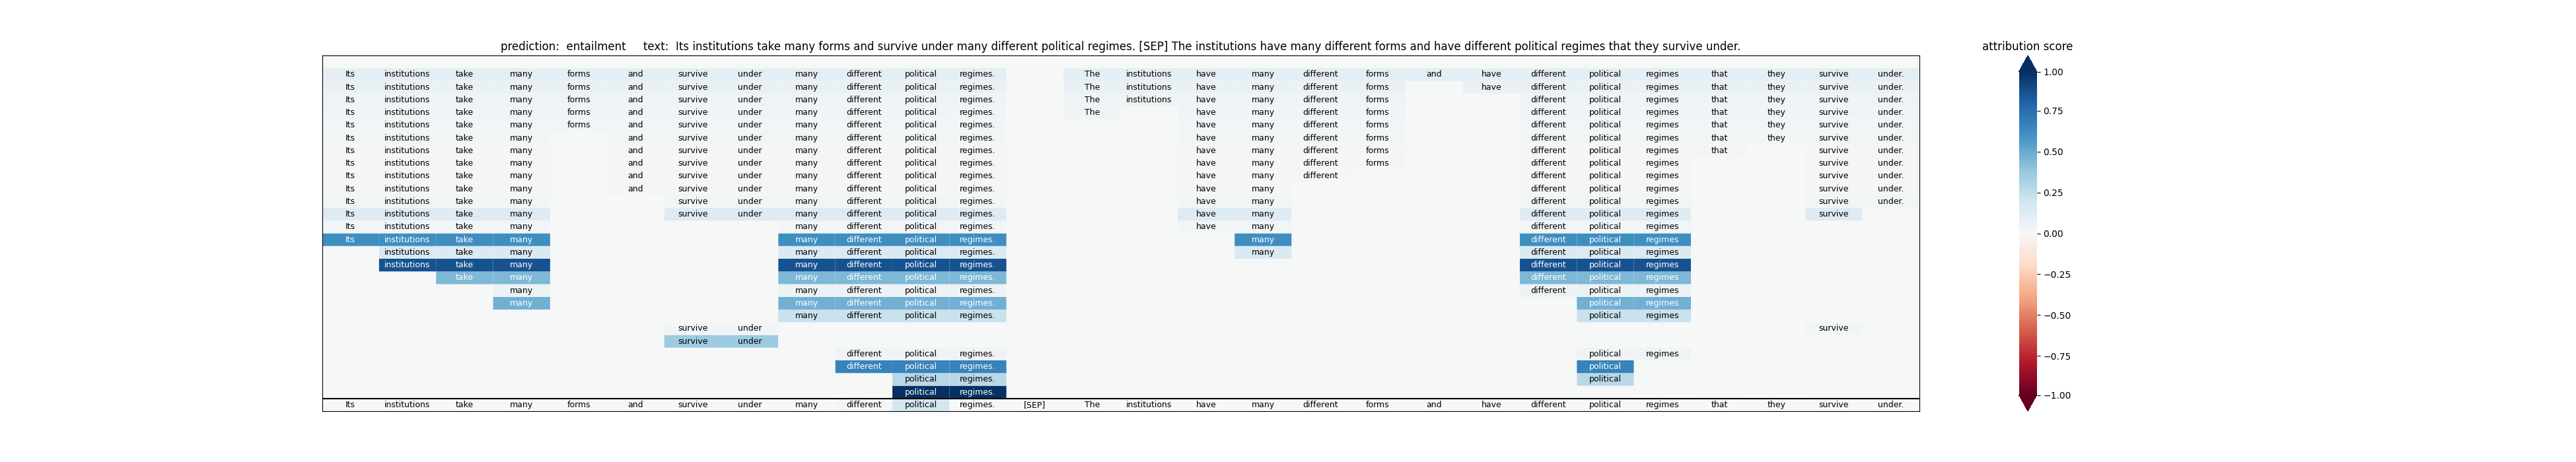 prediction: entailment text: Its institutions take many forms and survive under many different political regimes. [SEP] The institutions have many different forms and have different political regimes that they survive under.
attribution score
Its institutions take many forms and survive under many different political regimes. The institutions have many different forms and have different political regimes that they survive under.
Its institutions take many forms and survive under many different political regimes. The institutions have many different forms have different political regimes that they survive under.
Its institutions take many forms and survive under many different political regimes. The institutions have many different forms different political regimes that they survive under.
Its institutions take many forms and survive under many different political regimes. The have many different forms different political regimes that they survive under.
Its institutions take many forms and survive under many different political regimes. have many different forms different political regimes that they survive under.
Its institutions take many and survive under many different political regimes. have many different forms different political regimes that they survive under.
Its institutions take many and survive under many different political regimes. have many different forms different political regimes that survive under.
Its institutions take many and survive under many different political regimes. have many different forms different political regimes survive under.
Its institutions take many and survive under many different political regimes. have many different different political regimes survive under.
Its institutions take many and survive under many different political regimes. have many different political regimes survive under.
Its institutions take many survive under many different political regimes. have many different political regimes survive under.
Its institutions take many survive under many different political regimes. have many different political regimes survive
Its institutions take many many different political regimes. have many different political regimes
Its institutions take many many different political regimes. many different political regimes
institutions take many many different political regimes. many different political regimes
institutions take many many different political regimes. different political regimes
take many many different political regimes. different political regimes
many many different political regimes. different political regimes
many many different political regimes. political regimes
many different political regimes. political regimes
survive under survive
survive under
different political regimes. political regimes
different political regimes. political
political regimes. political
political regimes.
Its institutions take many forms and survive under many different political regimes. [SEP] The institutions have many different forms and have different political regimes that they survive under.
1.00
0.75
0.50
0.25
0.00
−0.25
−0.50
−0.75
−1.00